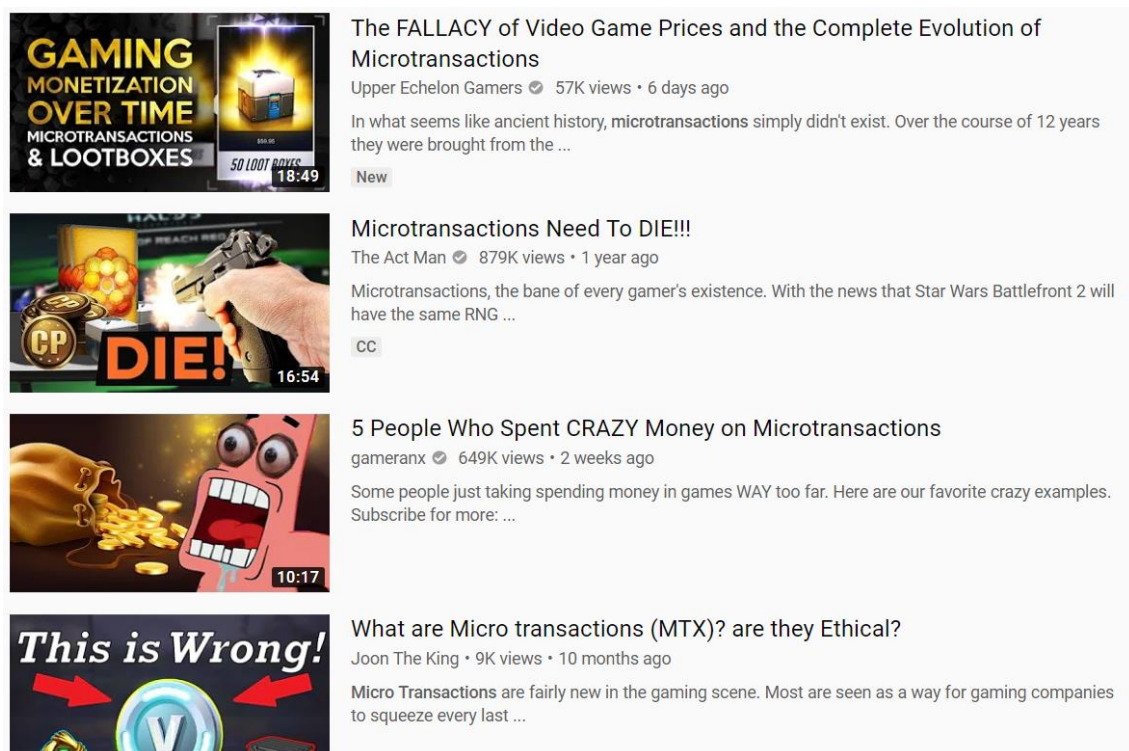 GAMING
MONETIZATION
OVER TIME
MICROTRANSACTIONS
& LOOTBOXES
$59.95
50 LOOT BOXES
18:49
The FALLACY of Video Game Prices and the Complete Evolution of
Microtransactions
Upper Echelon Gamers 57K views • 6 days ago
In what seems like ancient history, microtransactions simply didn't exist. Over the course of 12 years
they were brought from the ...
New
OF REACH REQ
CP
DIE!
16:54
Microtransactions Need To DIE!!!
The Act Man 879K views • 1 year ago
Microtransactions, the bane of every gamer's existence. With the news that Star Wars Battlefront 2 will
have the same RNG ...
CC
10:17
5 People Who Spent CRAZY Money on Microtransactions
gameranx 649K views • 2 weeks ago
Some people just taking spending money in games WAY too far. Here are our favorite crazy examples.
Subscribe for more: ...
This is Wrong!
V
What are Micro transactions (MTX)? are they Ethical?
Joon The King • 9K views • 10 months ago
Micro Transactions are fairly new in the gaming scene. Most are seen as a way for gaming companies
to squeeze every last ...